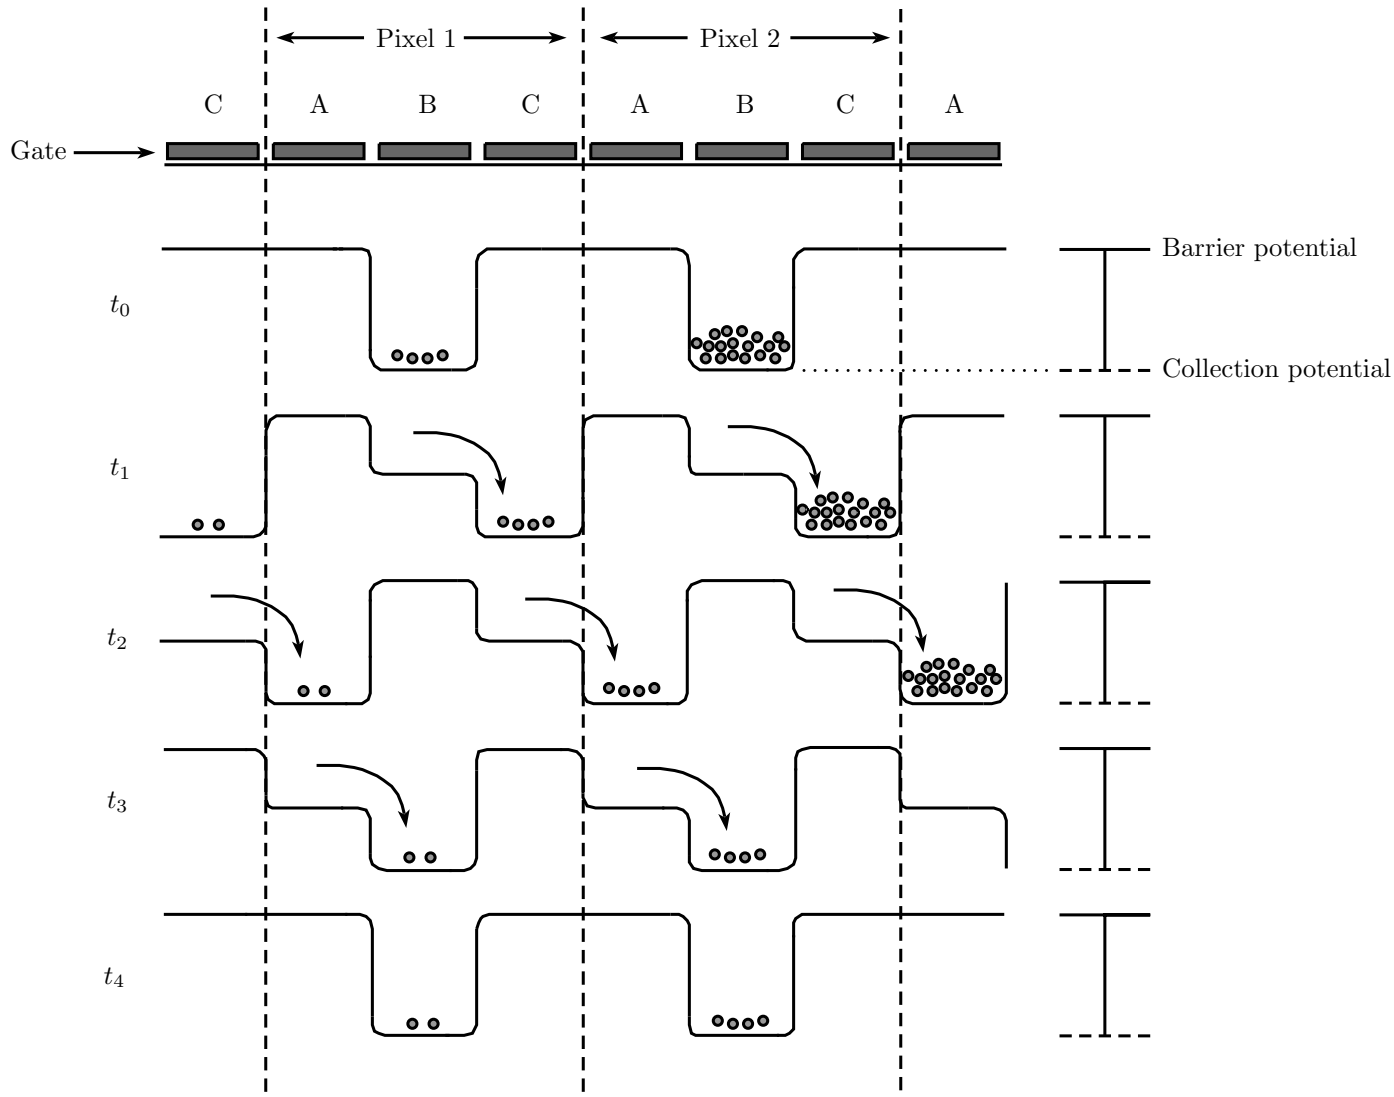 Pixel 1 Pixel 2
C A B C A B C A
Gate
Barrier potential
t₀
Collection potential
t₁
t₂
t₃
t₄